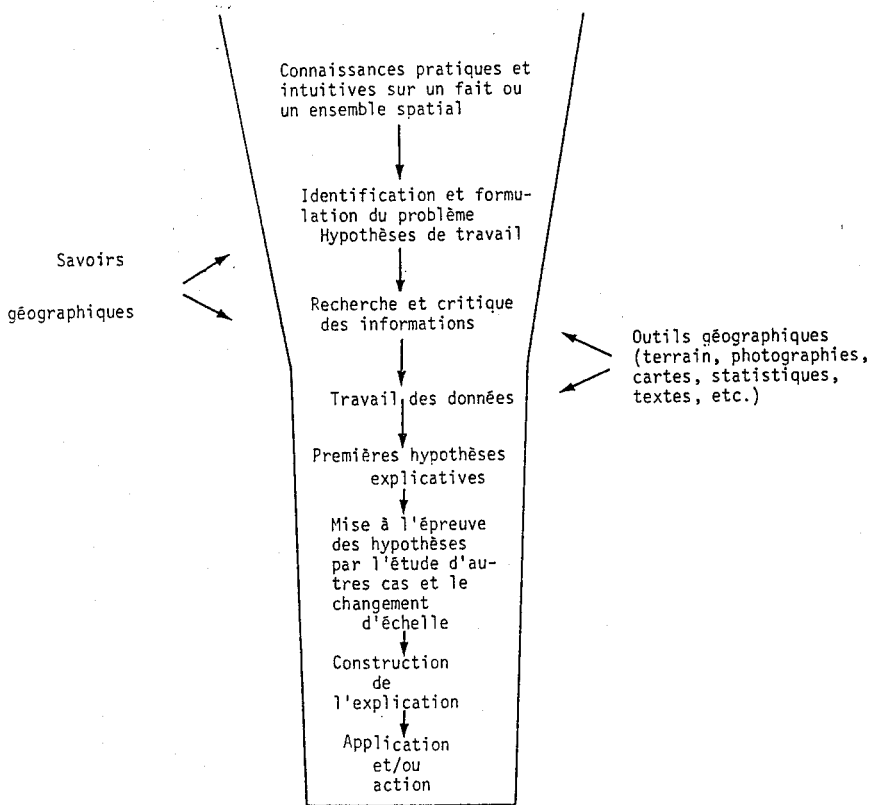 Connaissances pratiques et
intuitives sur un fait ou
un ensemble spatial
Identification et formu-
lation du problème
Hypothèses de travail
Savoirs
géographiques
Recherche et critique
des informations
Outils géographiques
(terrain, photographies,
cartes, statistiques,
textes, etc.)
Travail des données
Premières hypothèses
explicatives
Mise à l'épreuve
des hypothèses
par l'étude d'au-
tres cas et le
changement
d'échelle
Construction
de
l'explication
Application
et/ou
action